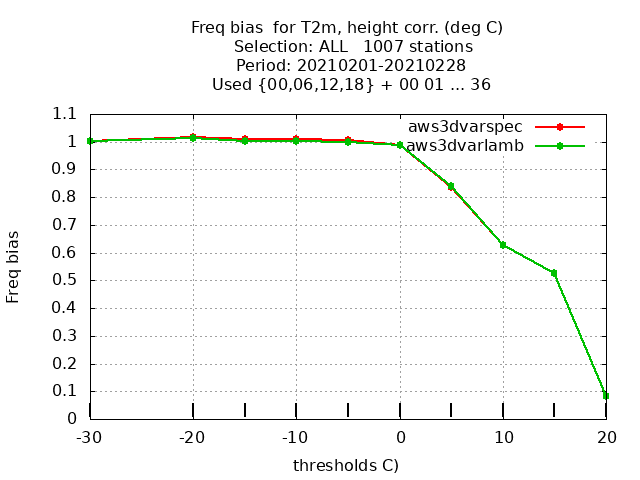 Freq bias  for T2m, height corr. (deg C)
Selection: ALL   1007 stations
Period: 20210201-20210228
Used {00,06,12,18} + 00 01 ... 36
aws3dvarspec
aws3dvarlamb
1.1
1
0.9
0.8
0.7
0.6
0.5
0.4
0.3
0.2
0.1
0
Freq bias
-30 -20 -10 0 10 20
thresholds C)